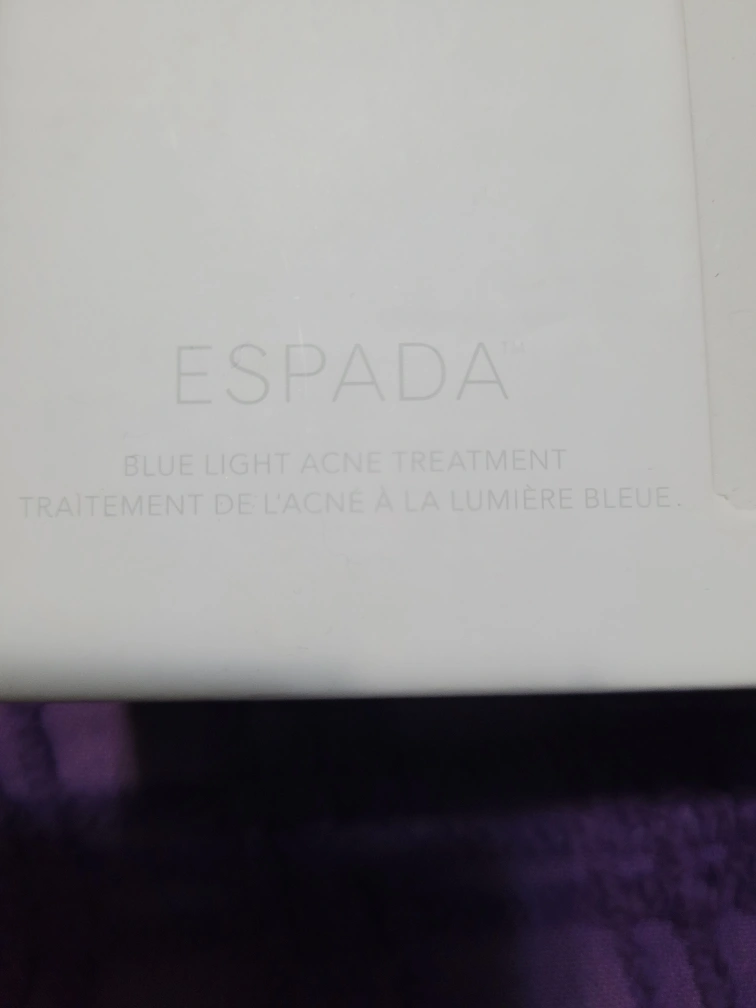 ESPADA™
BLUE LIGHT ACNE TREATMENT
TRAITEMENT DE L'ACNÉ À LA LUMIÈRE BLEUE